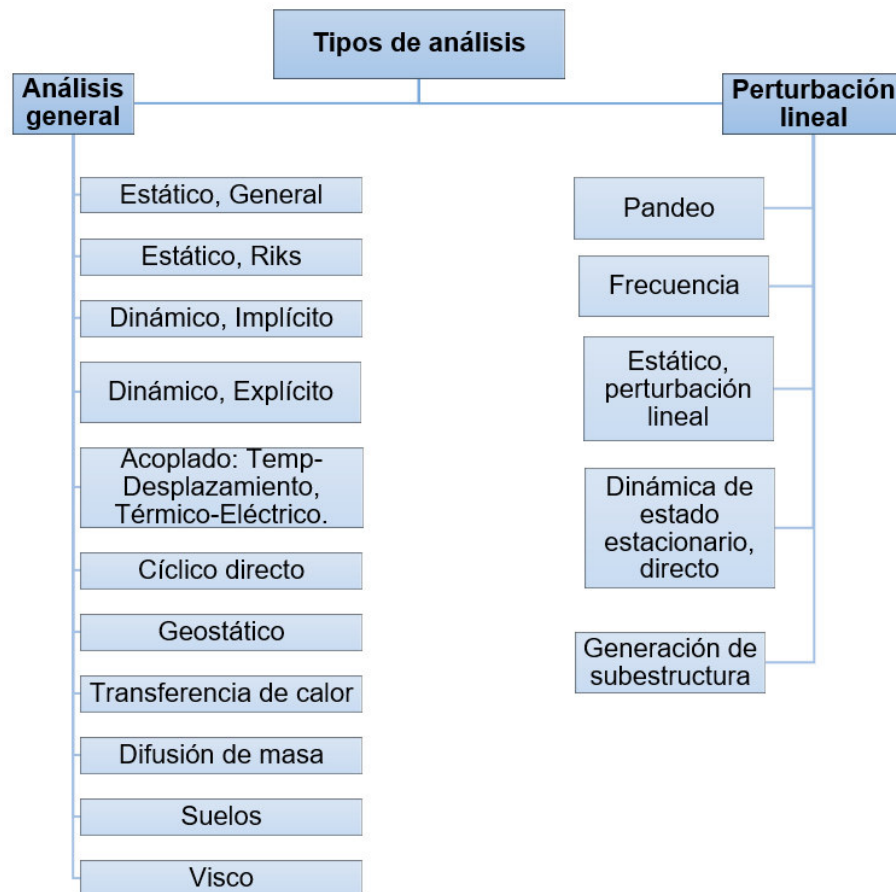 Tipos de análisis
Análisis
general
Estático, General
Estático, Riks
Dinámico, Implícito
Dinámico, Explícito
Acoplado: Temp-
Desplazamiento,
Térmico-Eléctrico.
Cíclico directo
Geostático
Transferencia de calor
Difusión de masa
Suelos
Visco
Perturbación
lineal
Pandeo
Frecuencia
Estático,
perturbación
lineal
Dinámica de
estado
estacionario,
directo
Generación de
subestructura